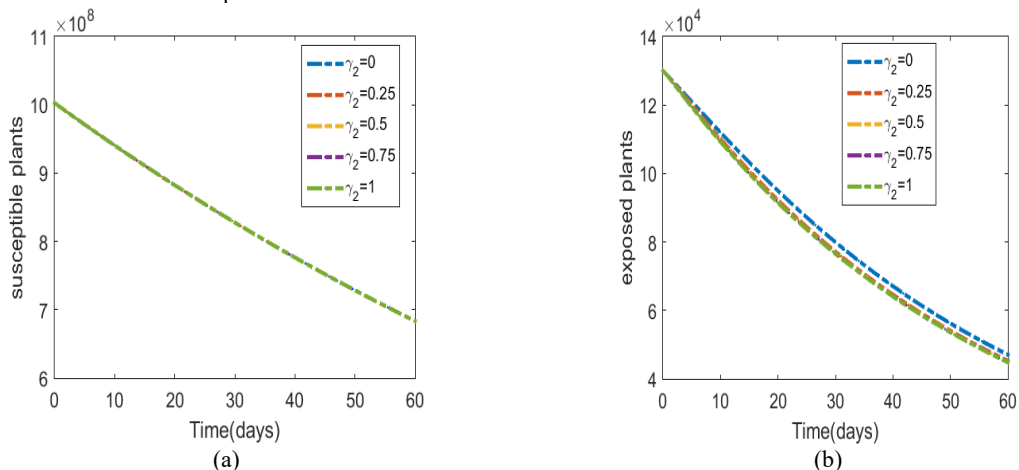 ×10⁸
11
10
9
8
7
6
susceptible plants
0 10 20 30 40 50 60
Time(days)
γ₂=0
γ₂=0.25
γ₂=0.5
γ₂=0.75
γ₂=1
(a)
×10⁴
14
12
10
8
6
4
exposed plants
0 10 20 30 40 50 60
Time(days)
γ₂=0
γ₂=0.25
γ₂=0.5
γ₂=0.75
γ₂=1
(b)